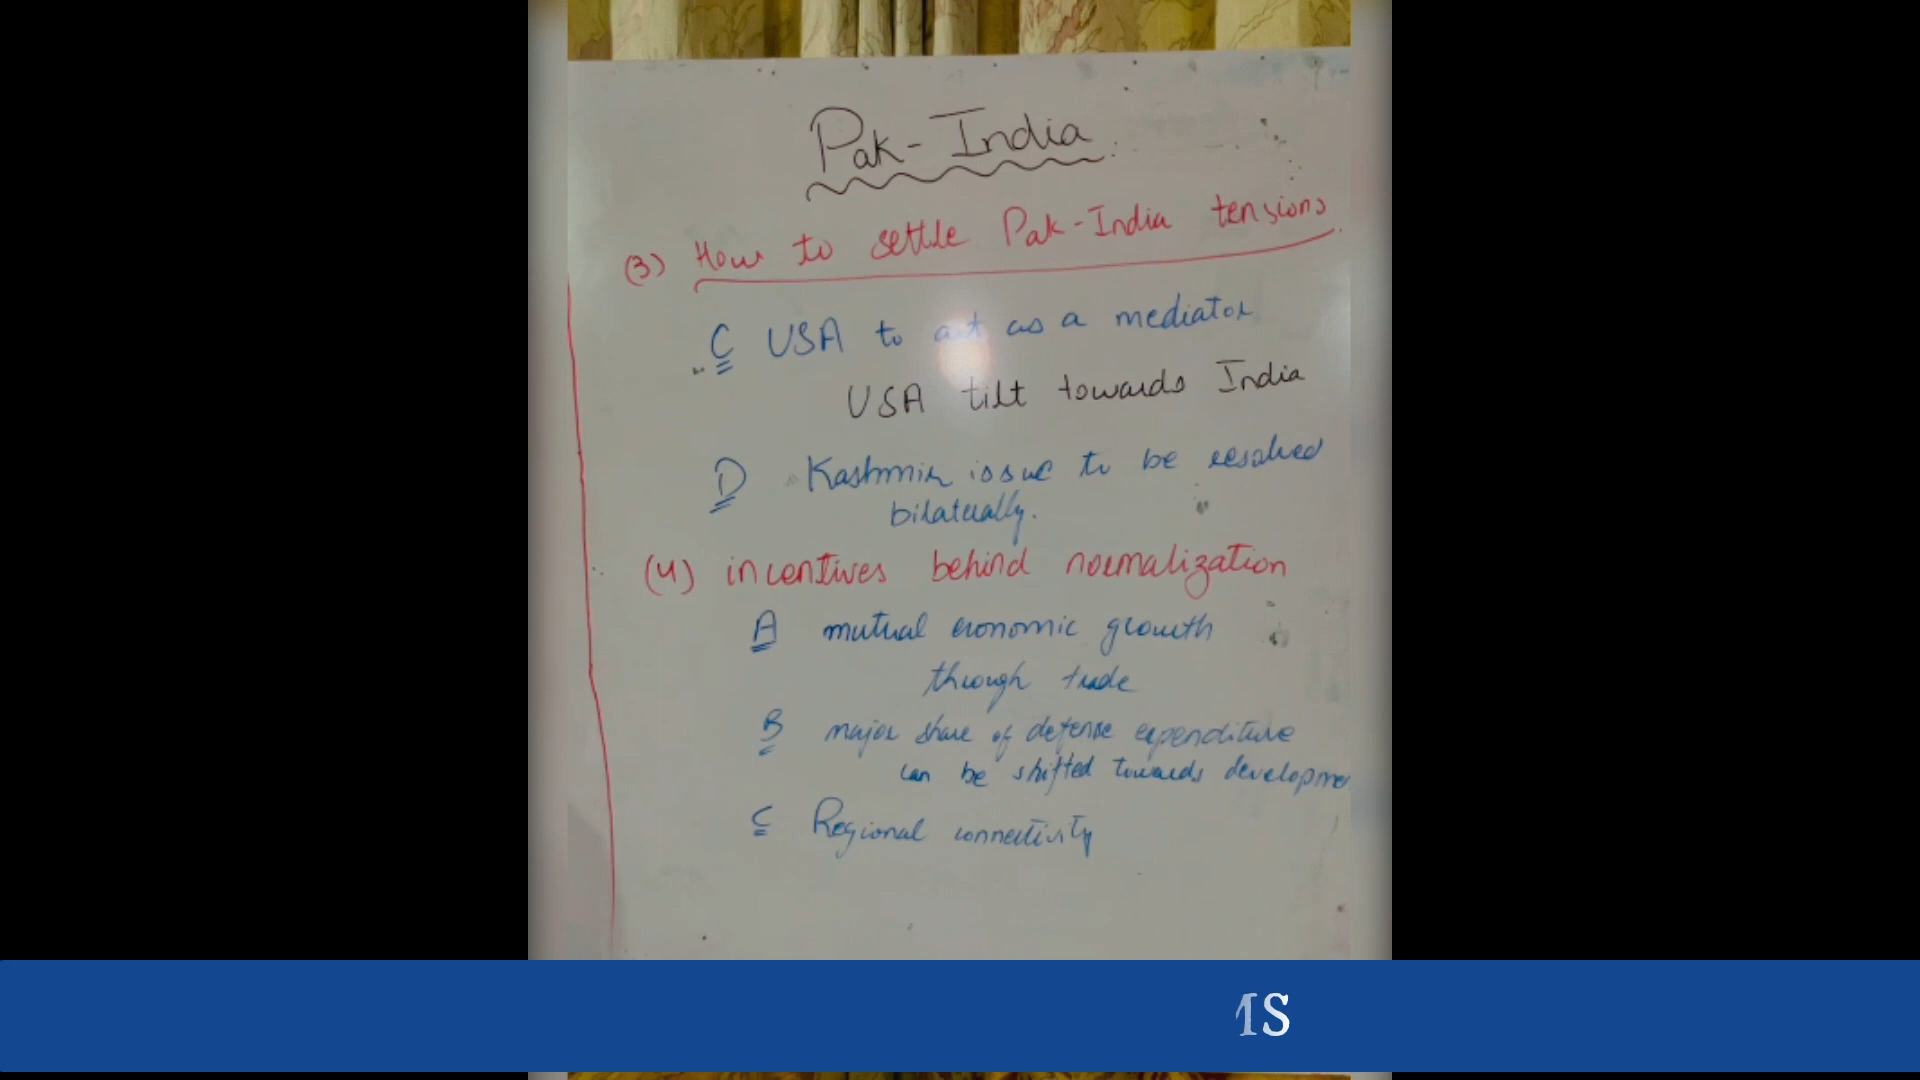 Pak-India
(3) How to settle Pak-India tensions
C USA to act as a mediator
USA tilt towards India
D Kashmir issue to be resolved
bilaterally.
(4) incentives behind normalization
A mutual economic growth
through trade
B major share of defense expenditure
can be shifted towards developme
C Regional connectivity
MS